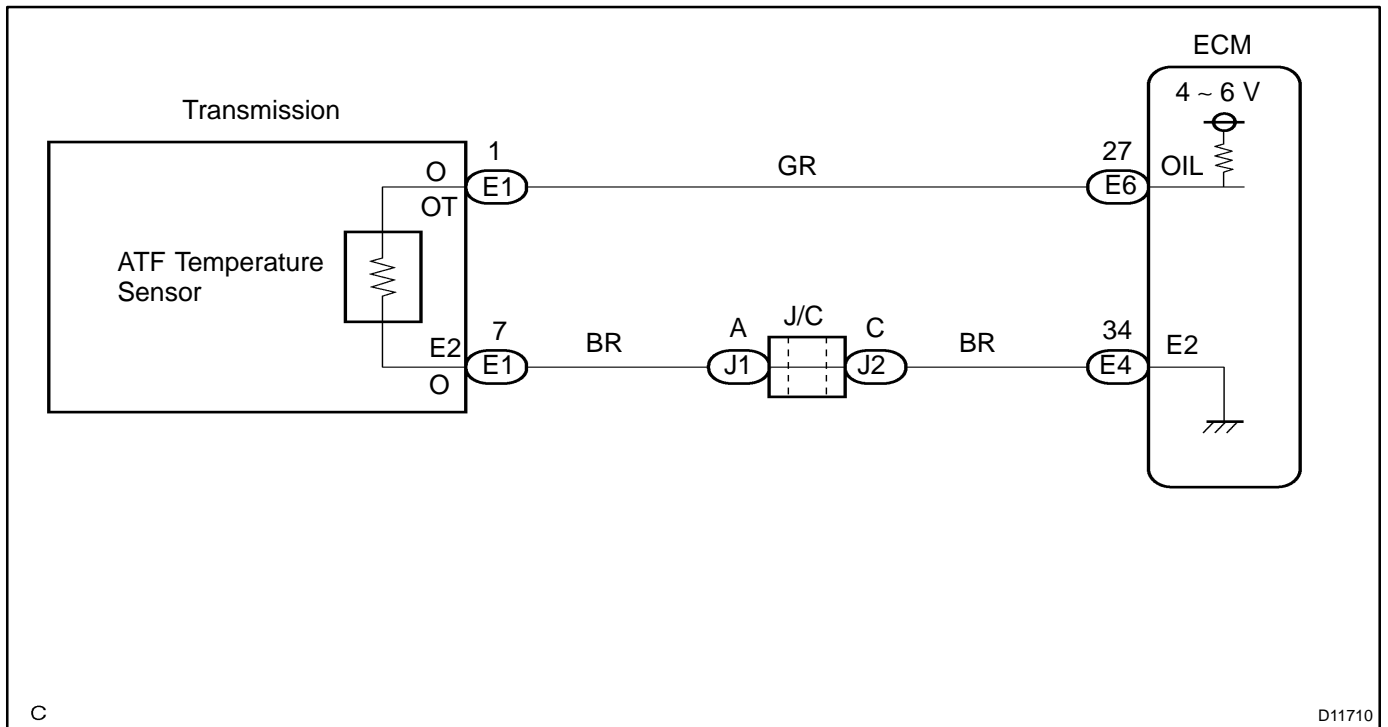 ECM
4 ~ 6 V
Transmission
O
1
E1
GR
27
E6
OIL
OT
ATF Temperature
Sensor
E2
7
E1
BR
A
J1
J/C
C
J2
BR
34
E4
E2
O
C
D11710